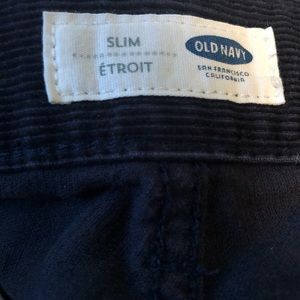 SLIM
ÉTROIT
OLD NAVY
SAN FRANCISCO
CALIFORNIA